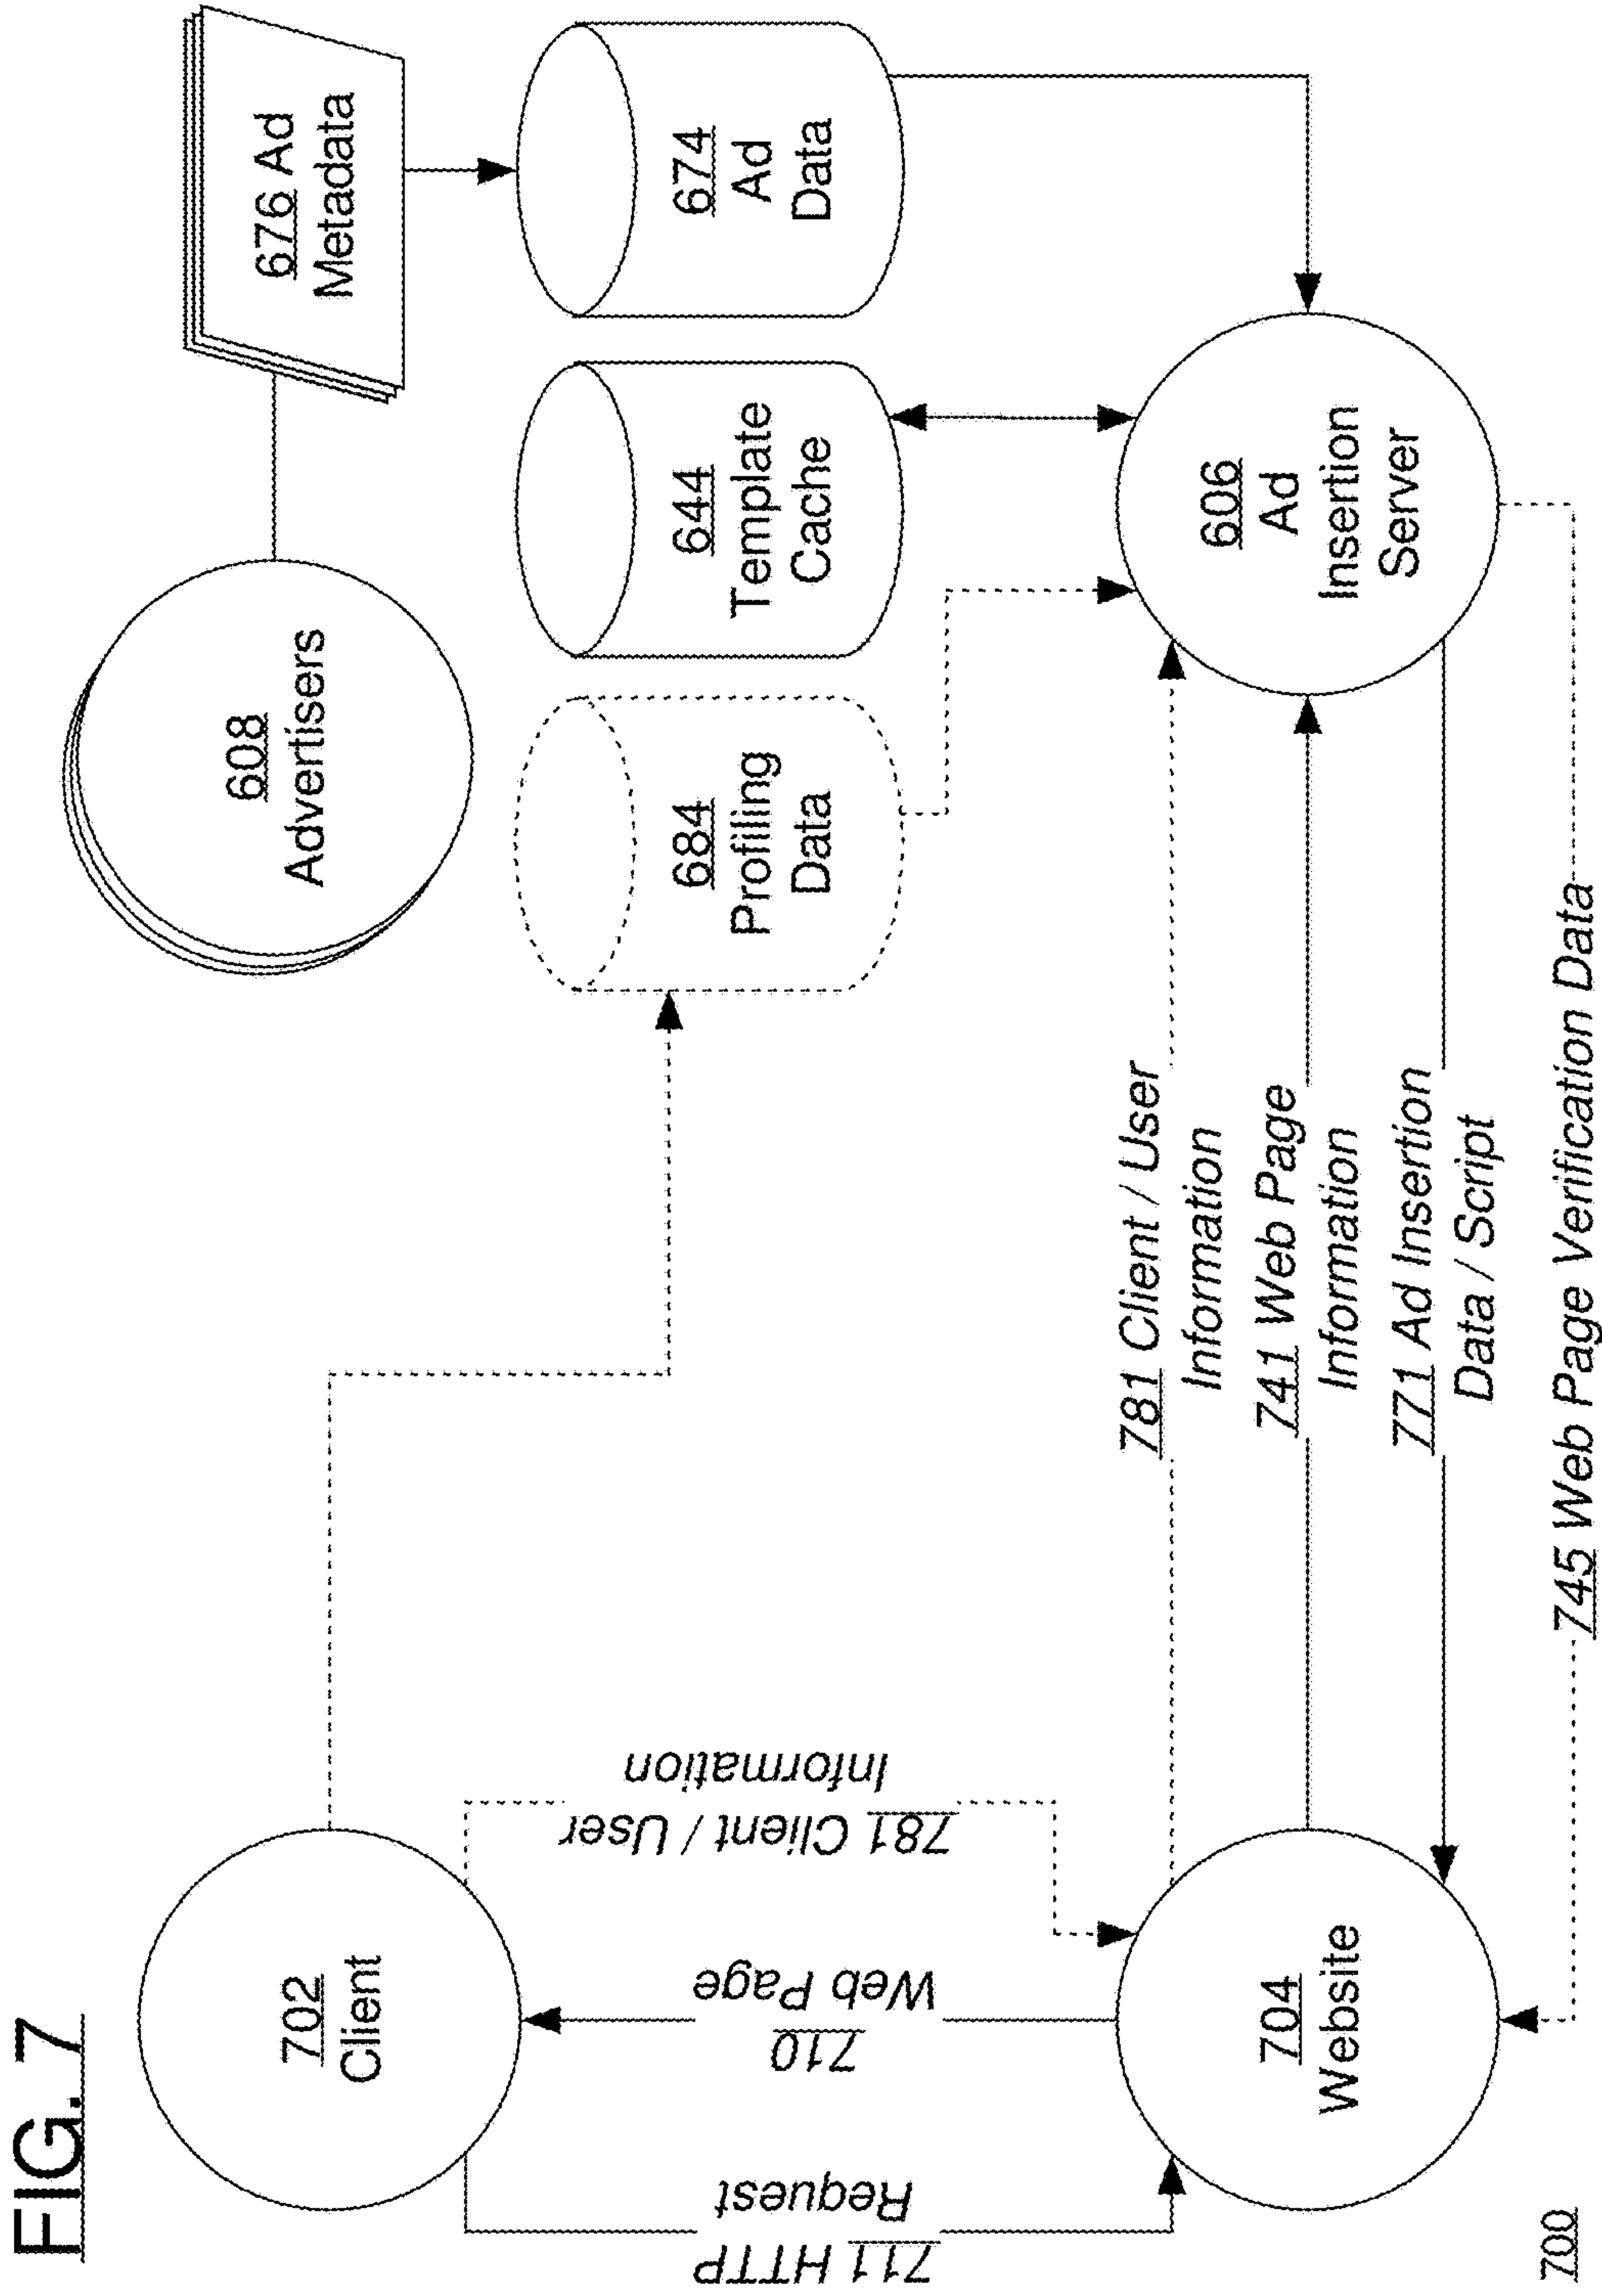 FIG. 7
608
Advertisers
676 Ad
Metadata
702
Client
684
Profiling
Data
644
Template
Cache
674
Ad
Data
711 HTTP
Request
710
Web Page
781 Client / User
Information
704
Website
781 Client / User
Information
741 Web Page
Information
771 Ad Insertion
Data / Script
745 Web Page Verification Data
606
Ad
Insertion
Server
700